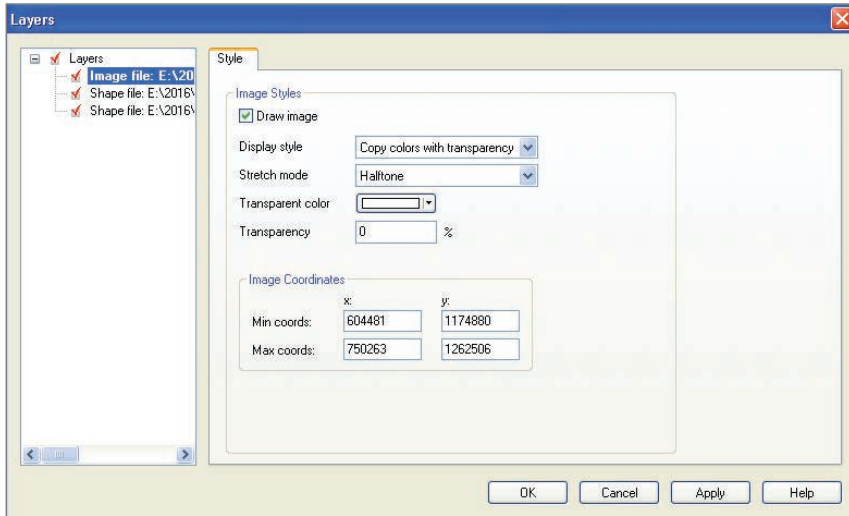 Layers
Layers
Image file: E:\20
Shape file: E:\2016\
Shape file: E:\2016\
Style
Image Styles
Draw image
Display style Copy colors with transparency
Stretch mode Halftone
Transparent color
Transparency 0 %
Image Coordinates
x: y:
Min coords: 604481 1174880
Max coords: 750263 1262506
OK Cancel Apply Help